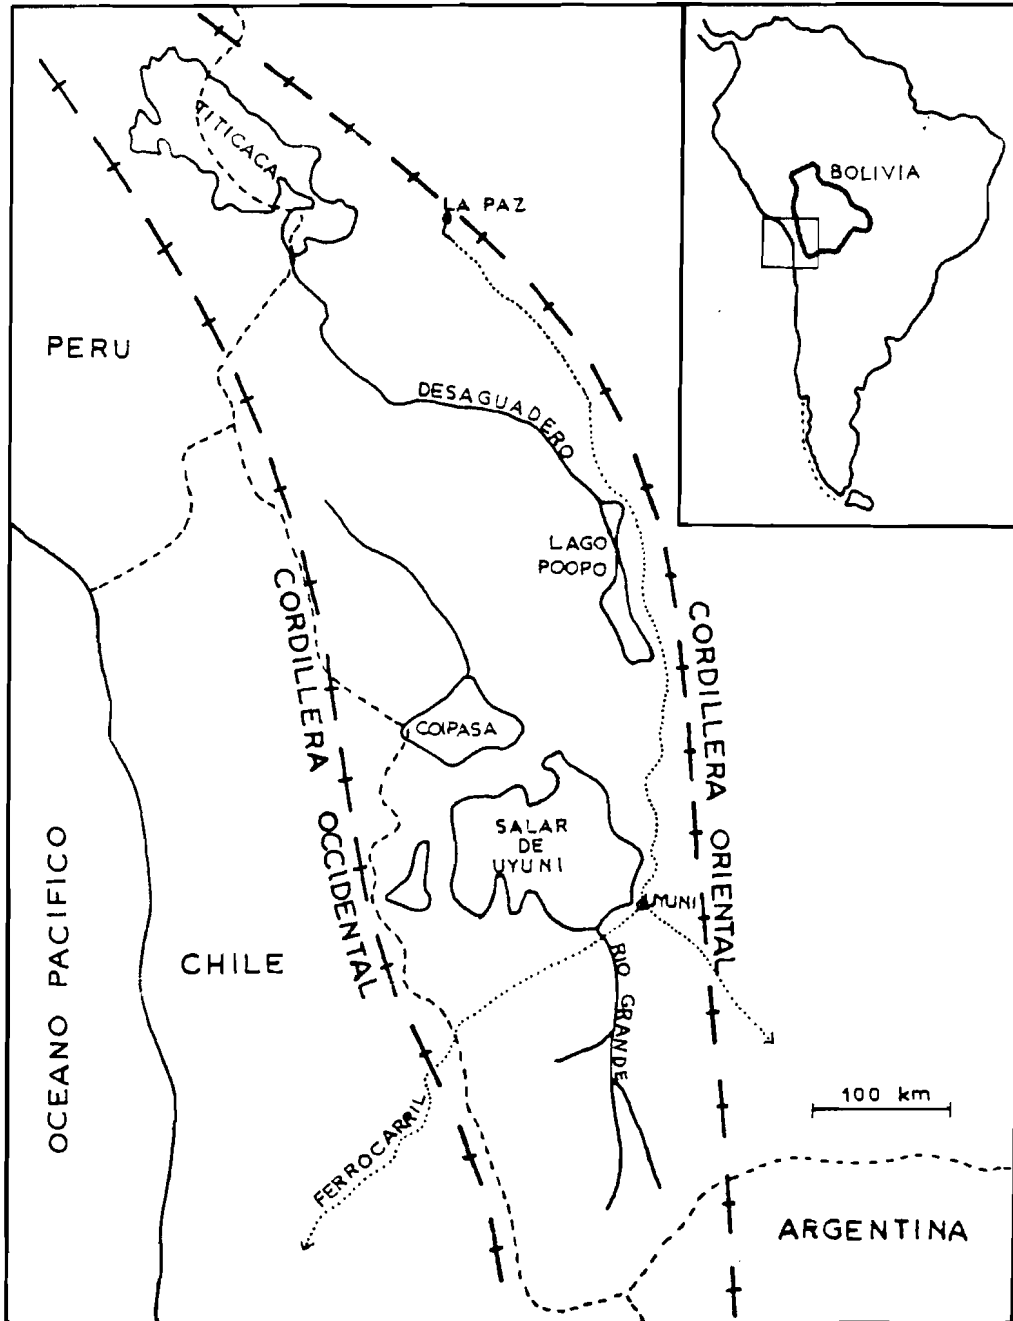 TITICACA
LA PAZ
BOLIVIA
PERU
DESAGUADERO
LAGO
POOPO
CORDILLERA OCCIDENTAL
CORDILLERA ORIENTAL
COIPASA
SALAR
DE
UYUNI
UYUNI
OCEANO PACIFICO
CHILE
RIO GRANDE
100 km
FERROCARRIL
ARGENTINA